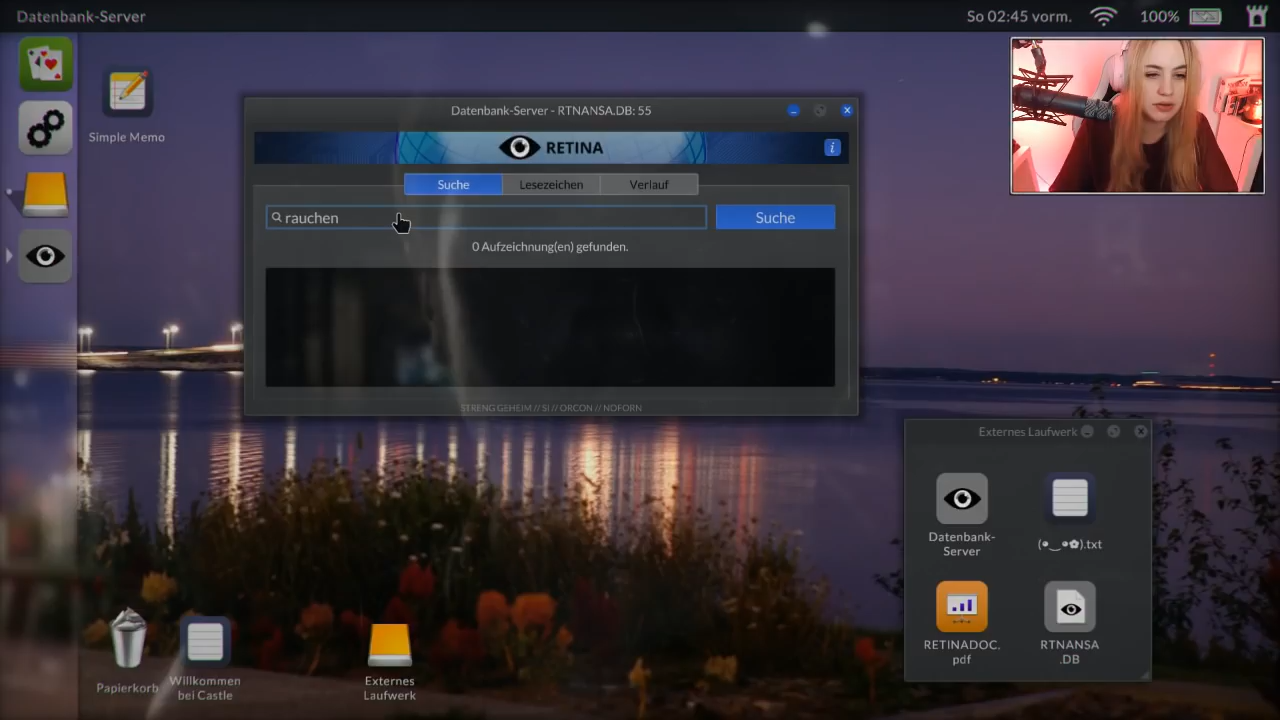 Datenbank-Server
So 02:45 vorm.
100%
Simple Memo
Datenbank-Server - RTNANSA.DB: 55
RETINA
i
Suche
Lesezeichen
Verlauf
rauchen
Suche
0 Aufzeichnung(en) gefunden.
STRENG GEHEIM // SI // ORCON // NOFORN
Externes Laufwerk
Datenbank-
Server
(•‿•✿).txt
RETINADOC.
pdf
RTNANSA
.DB
Papierkorb
Willkommen
bei Castle
Externes
Laufwerk